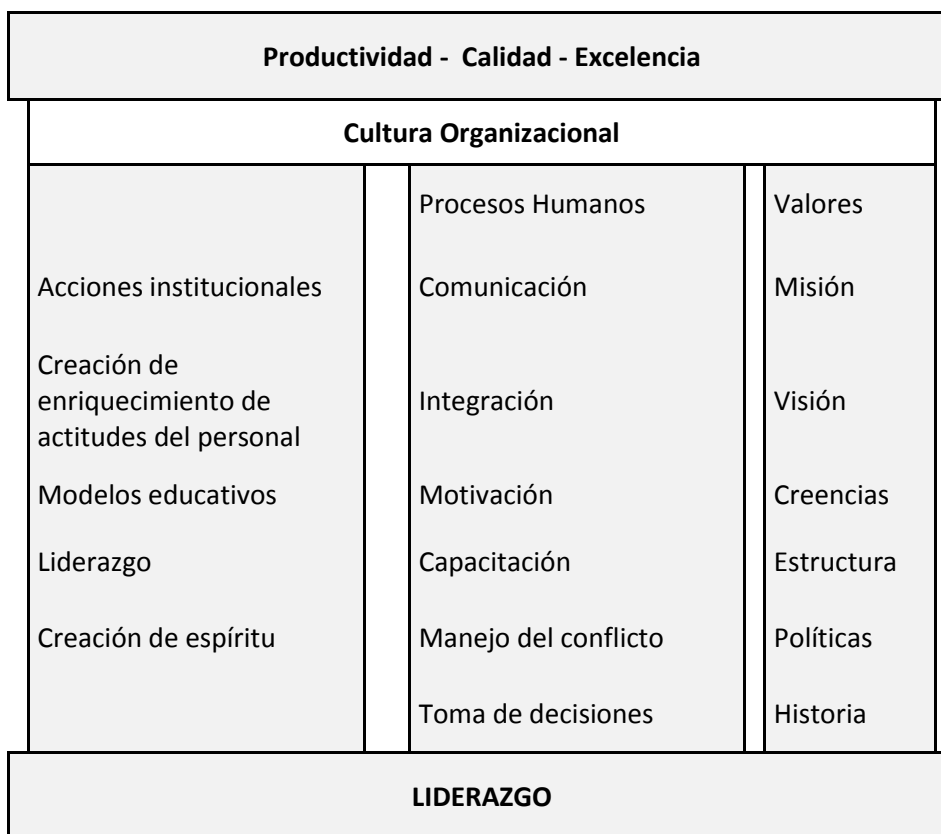 Productividad - Calidad - Excelencia
Cultura Organizacional
Procesos Humanos
Valores
Acciones institucionales
Comunicación
Misión
Creación de
enriquecimiento de
actitudes del personal
Integración
Visión
Modelos educativos
Motivación
Creencias
Liderazgo
Capacitación
Estructura
Creación de espíritu
Manejo del conflicto
Políticas
Toma de decisiones
Historia
LIDERAZGO